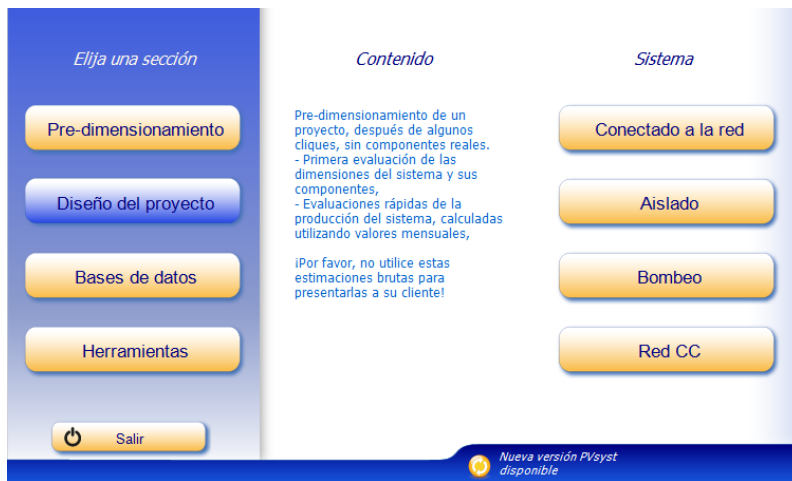 Elija una sección
Pre-dimensionamiento
Diseño del proyecto
Bases de datos
Herramientas
Salir
Contenido
Pre-dimensionamiento de un
proyecto, después de algunos
cliques, sin componentes reales.
- Primera evaluación de las
dimensiones del sistema y sus
componentes,
- Evaluaciones rápidas de la
producción del sistema, calculadas
utilizando valores mensuales,
¡Por favor, no utilice estas
estimaciones brutas para
presentarlas a su cliente!
Sistema
Conectado a la red
Aislado
Bombeo
Red CC
Nueva versión PVsyst
disponible